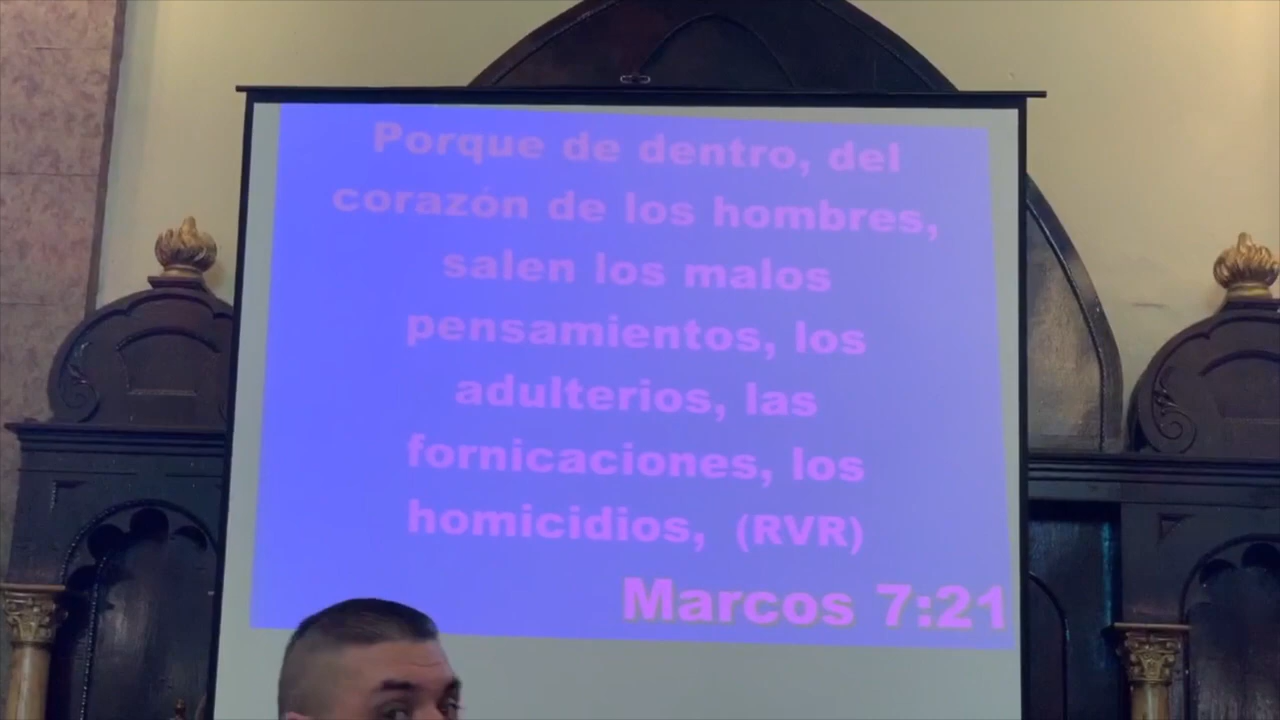 Porque de dentro, del
corazón de los hombres,
salen los malos
pensamientos, los
adulterios, las
fornicaciones, los
homicidios, (RVR)
Marcos 7:21